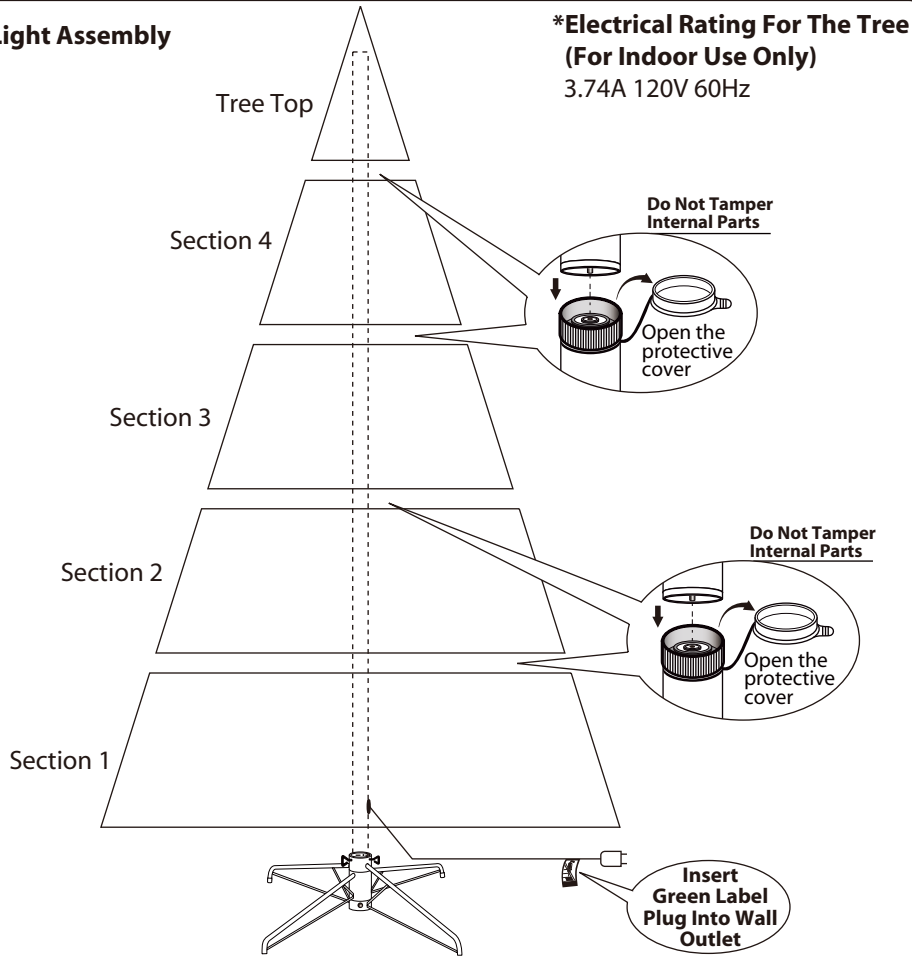 Light Assembly
*Electrical Rating For The Tree
(For Indoor Use Only)
3.74A 120V 60Hz
Tree Top
Do Not Tamper
Internal Parts
Section 4
Open the
protective
cover
Section 3
Do Not Tamper
Internal Parts
Section 2
Open the
protective
cover
Section 1
Insert
Green Label
Plug Into Wall
Outlet